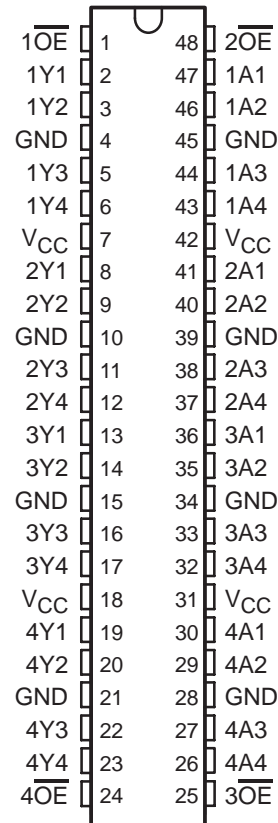 1O̅E̅ 1 48 2O̅E̅
1Y1 2 47 1A1
1Y2 3 46 1A2
GND 4 45 GND
1Y3 5 44 1A3
1Y4 6 43 1A4
VCC 7 42 VCC
2Y1 8 41 2A1
2Y2 9 40 2A2
GND 10 39 GND
2Y3 11 38 2A3
2Y4 12 37 2A4
3Y1 13 36 3A1
3Y2 14 35 3A2
GND 15 34 GND
3Y3 16 33 3A3
3Y4 17 32 3A4
VCC 18 31 VCC
4Y1 19 30 4A1
4Y2 20 29 4A2
GND 21 28 GND
4Y3 22 27 4A3
4Y4 23 26 4A4
4O̅E̅ 24 25 3O̅E̅